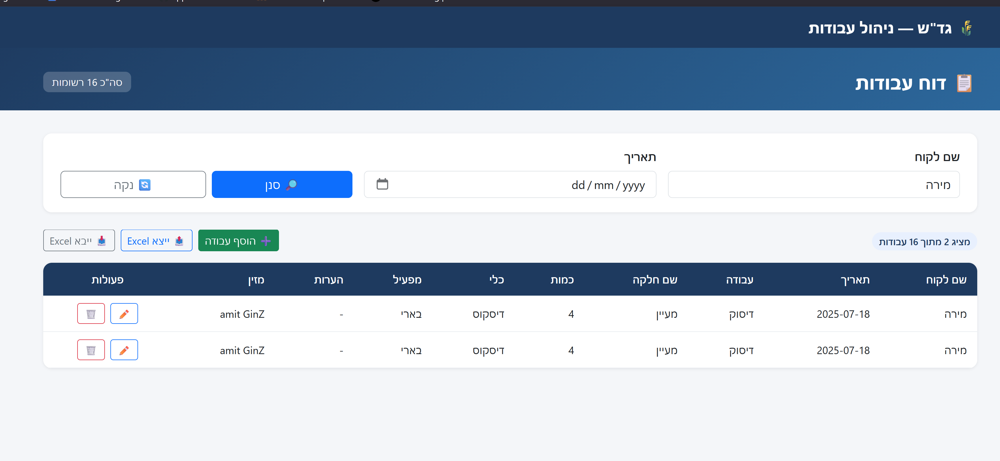 גד"ש — ניהול עבודות
דוח עבודות
סה"כ 16 רשומות
שם לקוח
תאריך
מירה
dd/mm/yyyy
סנן
נקה
מציג 2 מתוך 16 עבודות
הוסף עבודה
ייצא Excel
ייבא Excel
שם לקוח תאריך עבודה שם חלקה כמות כלי מפעיל הערות מזין פעולות
מירה 2025-07-18 דיסוק מעיין 4 דיסקוס בארי - amit GinZ
מירה 2025-07-18 דיסוק מעיין 4 דיסקוס בארי - amit GinZ